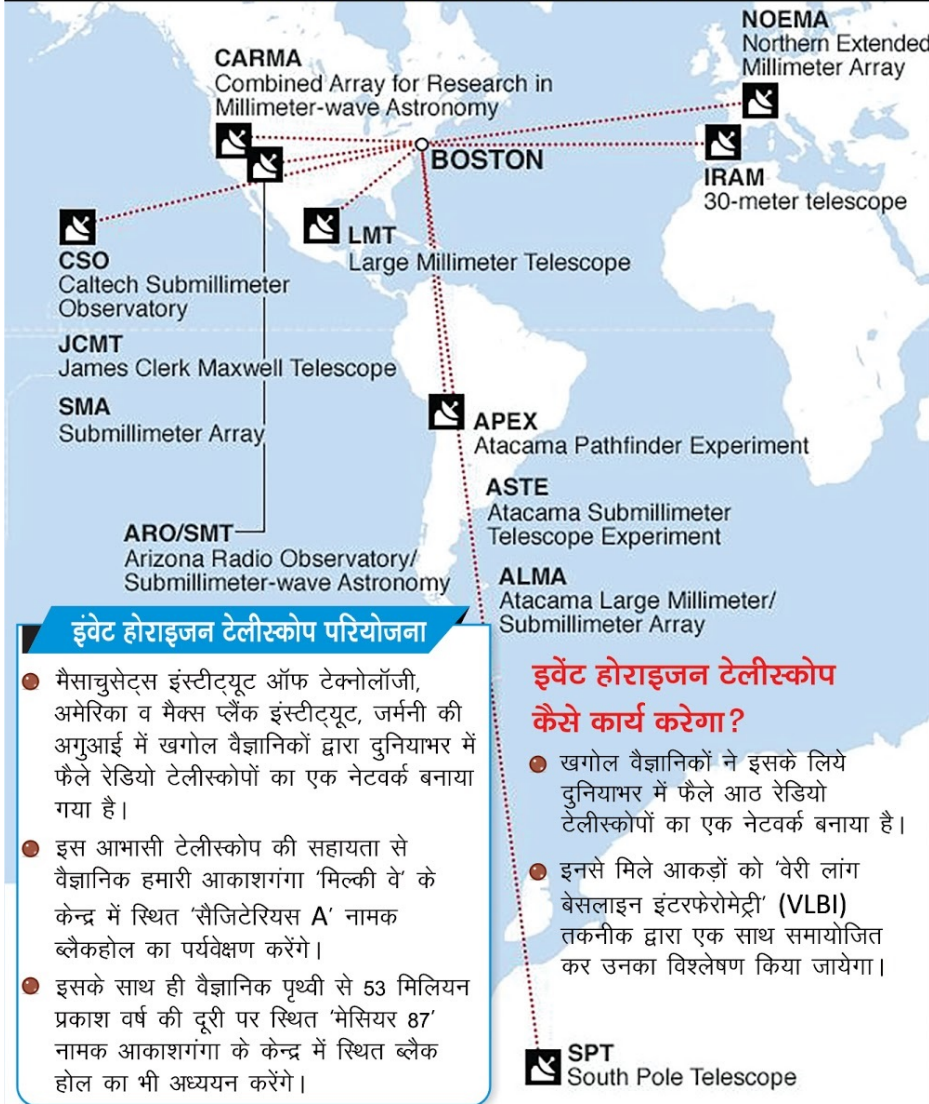 NOEMA
Northern Extended
Millimeter Array
CARMA
Combined Array for Research in
Millimeter-wave Astronomy
BOSTON
IRAM
30-meter telescope
LMT
Large Millimeter Telescope
CSO
Caltech Submillimeter
Observatory
JCMT
James Clerk Maxwell Telescope
SMA
Submillimeter Array
APEX
Atacama Pathfinder Experiment
ASTE
Atacama Submillimeter
Telescope Experiment
ARO/SMT
Arizona Radio Observatory/
Submillimeter-wave Astronomy
ALMA
Atacama Large Millimeter/
Submillimeter Array
इंवेट होराइजन टेलीस्कोप परियोजना
मैसाचुसेट्स इंस्टीट्यूट ऑफ टेक्नोलॉजी,
अमेरिका व मैक्स प्लैंक इंस्टीट्यूट, जर्मनी की
अगुआई में खगोल वैज्ञानिकों द्वारा दुनियाभर में
फैले रेडियो टेलीस्कोपों का एक नेटवर्क बनाया
गया है।
इस आभासी टेलीस्कोप की सहायता से
वैज्ञानिक हमारी आकाशगंगा ‘मिल्की वे’ के
केन्द्र में स्थित ‘सैजिटेरियस A’ नामक
ब्लैकहोल का पर्यवेक्षण करेंगे।
इसके साथ ही वैज्ञानिक पृथ्वी से 53 मिलियन
प्रकाश वर्ष की दूरी पर स्थित ‘मेसियर 87’
नामक आकाशगंगा के केन्द्र में स्थित ब्लैक
होल का भी अध्ययन करेंगे।
इवेंट होराइजन टेलीस्कोप
कैसे कार्य करेगा?
खगोल वैज्ञानिकों ने इसके लिये
दुनियाभर में फैले आठ रेडियो
टेलीस्कोपों का एक नेटवर्क बनाया है।
इनसे मिले आकड़ों को ‘वेरी लांग
बेसलाइन इंटरफेरोमेट्री’ (VLBI)
तकनीक द्वारा एक साथ समायोजित
कर उनका विश्लेषण किया जायेगा।
SPT
South Pole Telescope